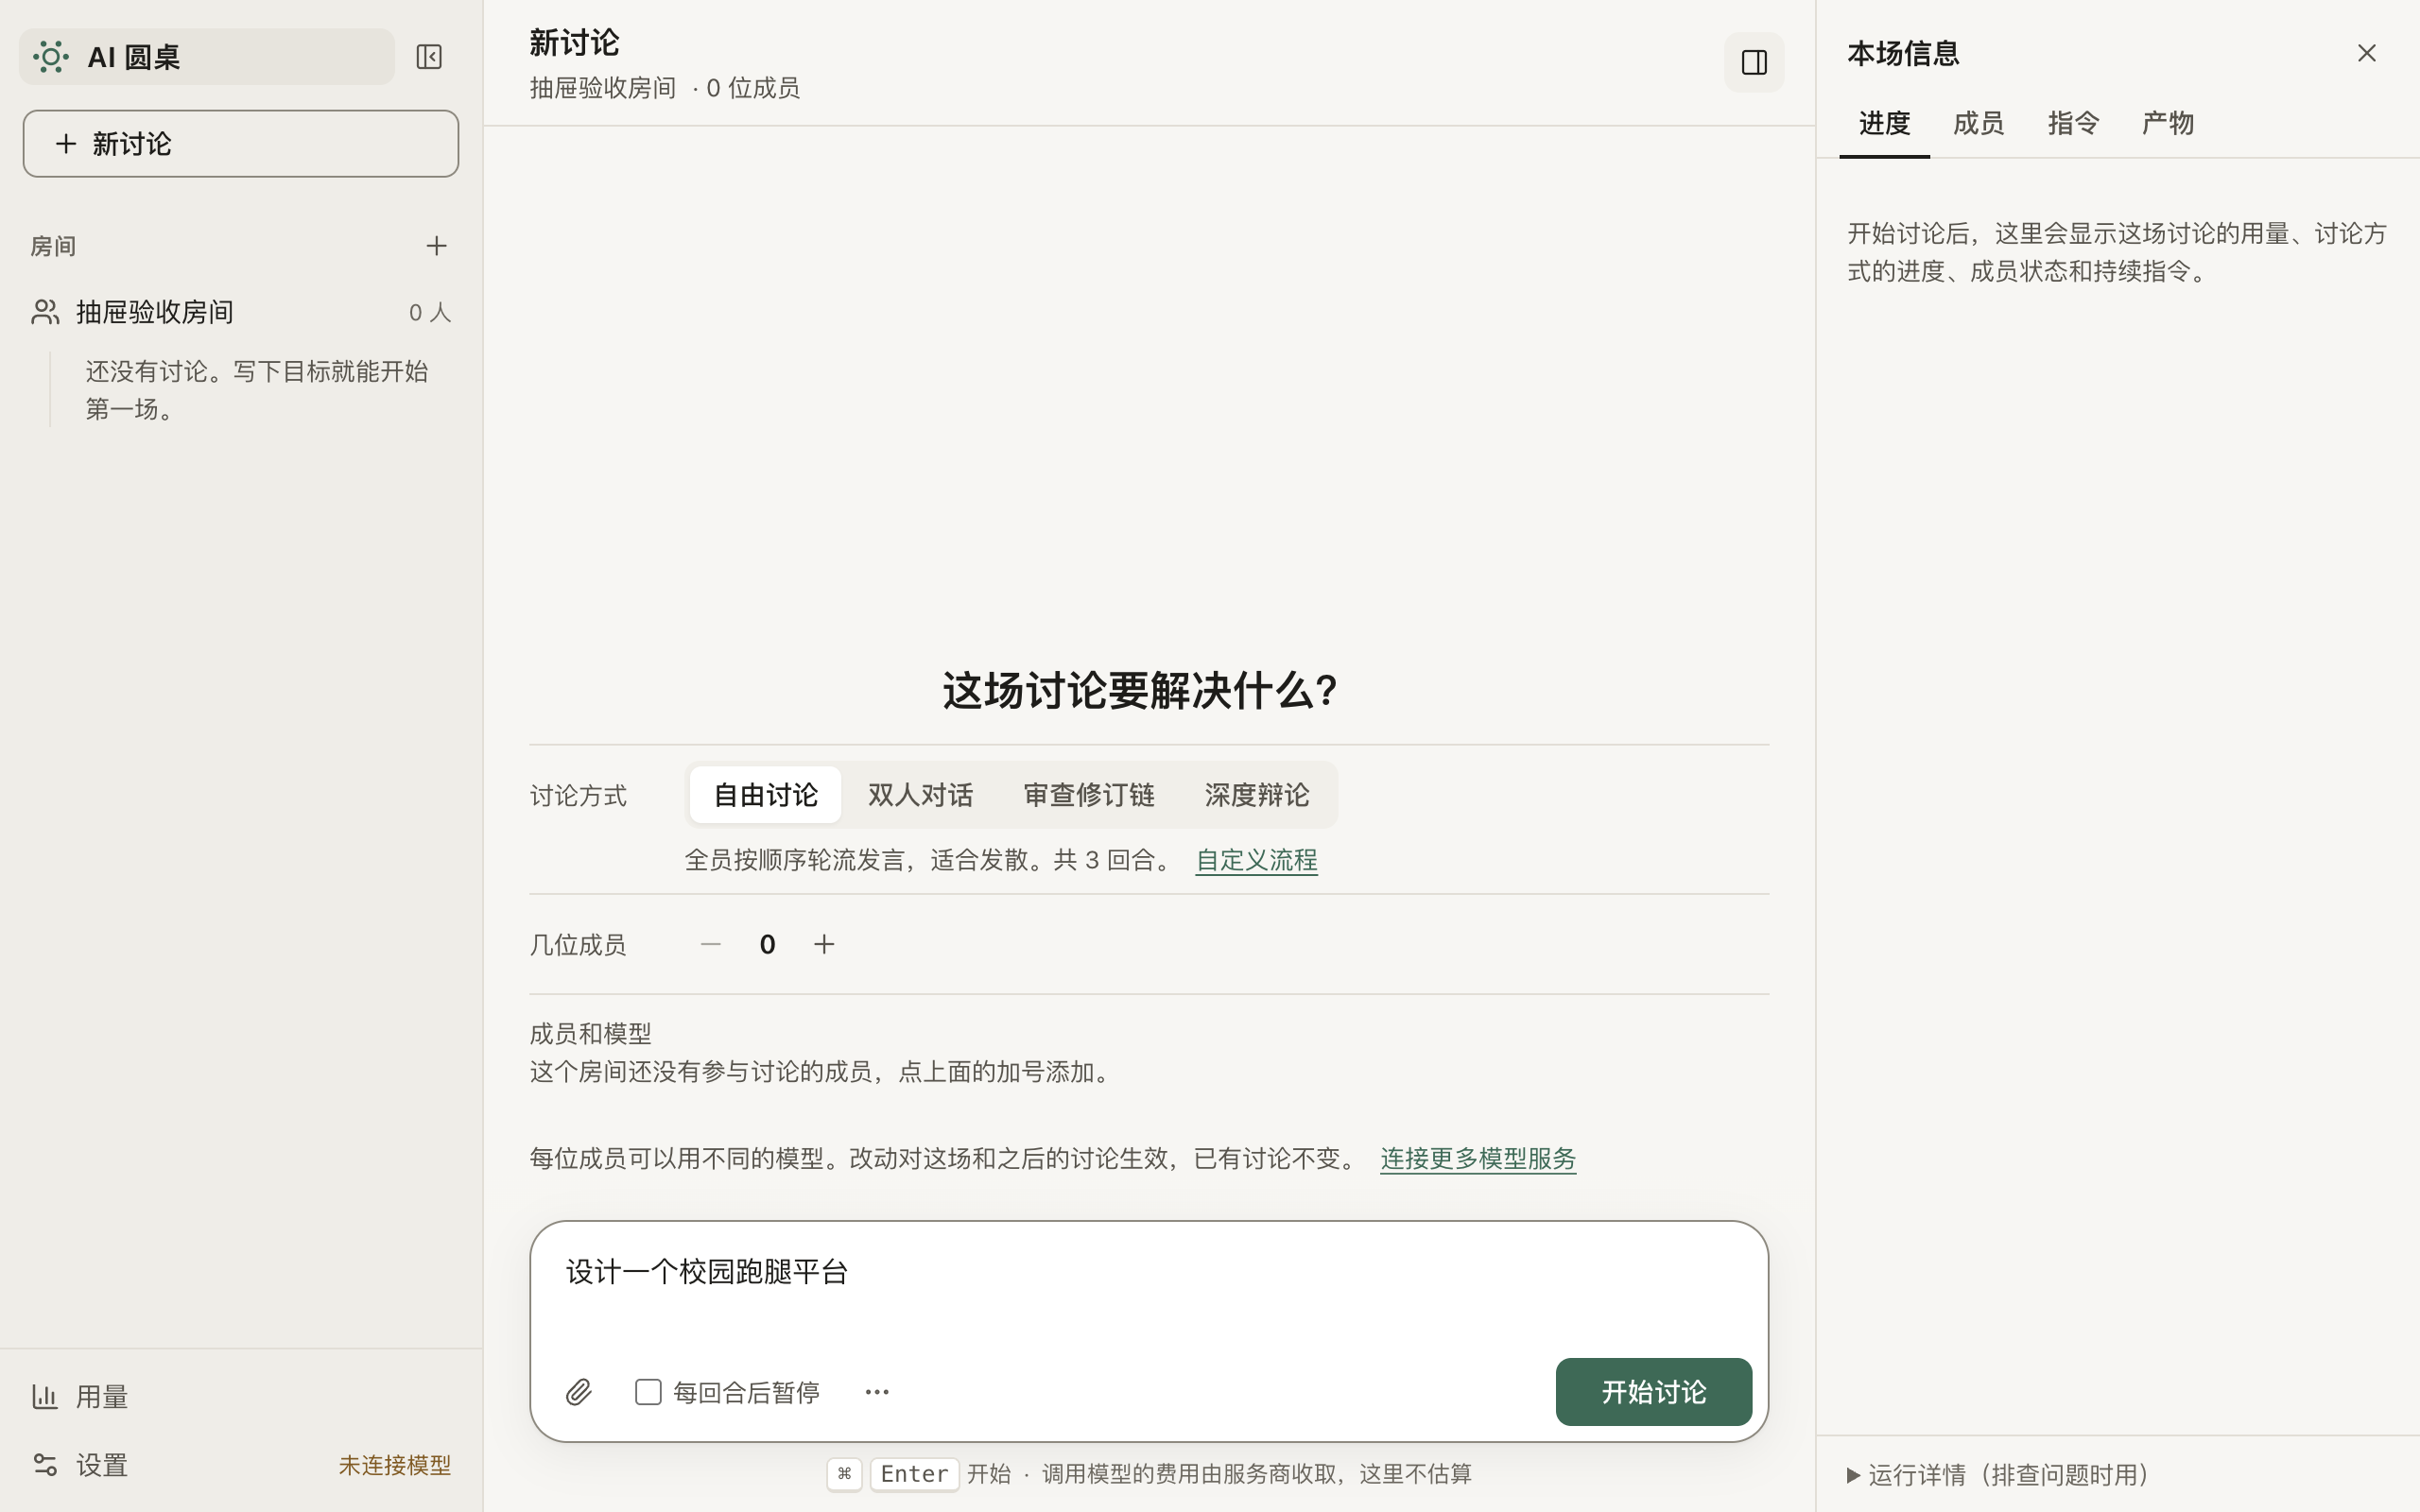 AI 圆桌
新讨论
房间
抽屉验收房间
0 人
还没有讨论。写下目标就能开始
第一场。
用量
设置
未连接模型
新讨论
抽屉验收房间 · 0 位成员
这场讨论要解决什么?
讨论方式
自由讨论
双人对话
审查修订链
深度辩论
全员按顺序轮流发言，适合发散。共 3 回合。 自定义流程
几位成员
0
成员和模型
这个房间还没有参与讨论的成员，点上面的加号添加。
每位成员可以用不同的模型。改动对这场和之后的讨论生效，已有讨论不变。 连接更多模型服务
设计一个校园跑腿平台
每回合后暂停
开始讨论
⌘ Enter 开始 · 调用模型的费用由服务商收取，这里不估算
本场信息
进度
成员
指令
产物
开始讨论后，这里会显示这场讨论的用量、讨论方
式的进度、成员状态和持续指令。
运行详情（排查问题时用）